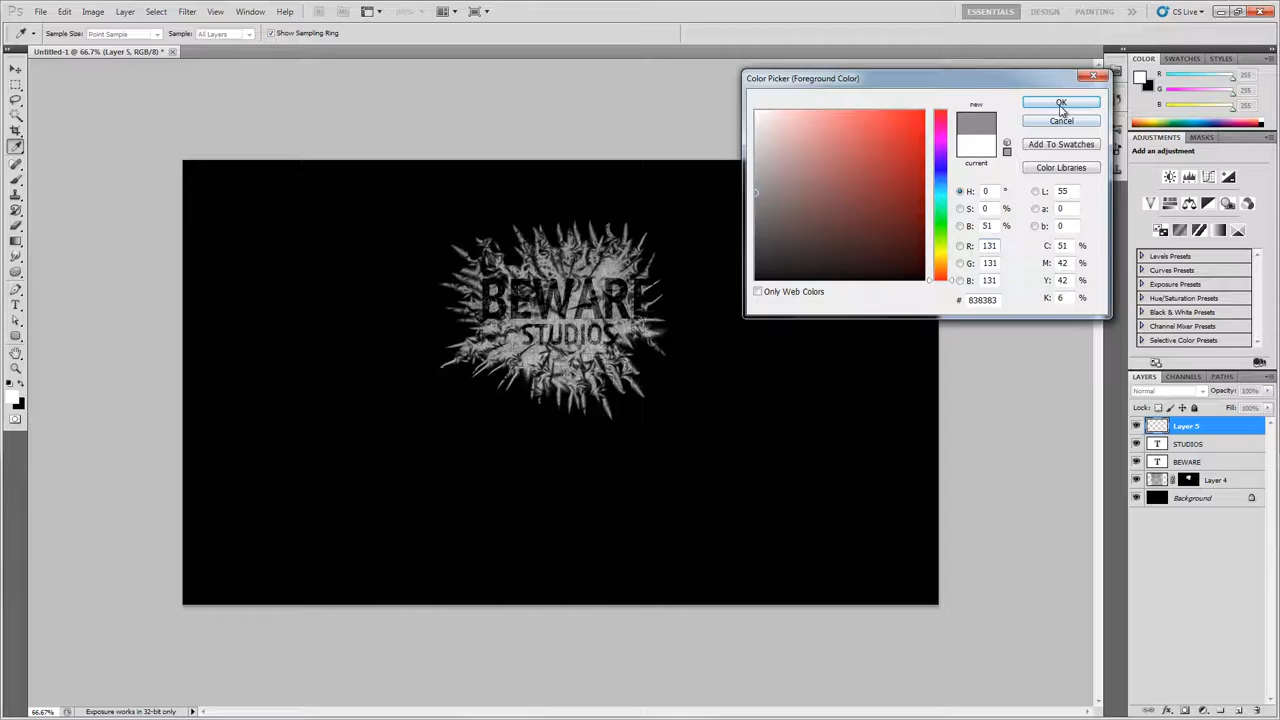 Ps File Edit Image Layer Select Filter View Window Help 100% ESSENTIALS DESIGN PAINTING CS Live
Sample Size: Point Sample Sample: All Layers Show Sampling Ring
Untitled-1 @ 66.7% (Layer 5, RGB/8) *
Color Picker (Foreground Color)
new
current
OK
Cancel
Add To Swatches
Color Libraries
H: 0 °
S: 0 %
B: 51 %
R: 131
G: 131
B: 131
# 838383
L: 55
a: 0
b: 0
C: 51 %
M: 42 %
Y: 42 %
K: 6 %
Only Web Colors
BEWARE
STUDIOS
COLOR SWATCHES STYLES
R 255
G 255
B 255
ADJUSTMENTS MASKS
Add an adjustment
Levels Presets
Curves Presets
Exposure Presets
Hue/Saturation Presets
Black & White Presets
Channel Mixer Presets
Selective Color Presets
LAYERS CHANNELS PATHS
Normal Opacity: 100%
Lock: Fill: 100%
Layer 5
T STUDIOS
T BEWARE
Layer 4
Background
66.67% Exposure works in 32-bit only